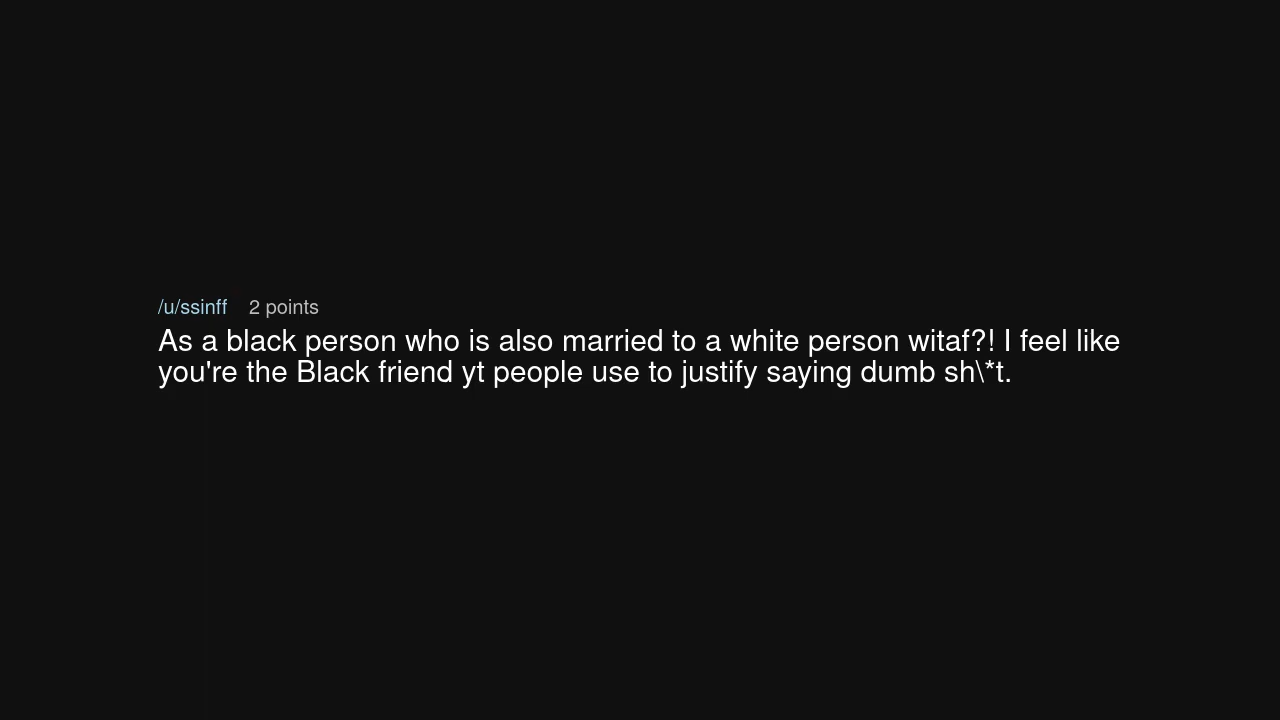 /u/ssinff 2 points
As a black person who is also married to a white person witaf?! I feel like
you're the Black friend yt people use to justify saying dumb sh\*t.